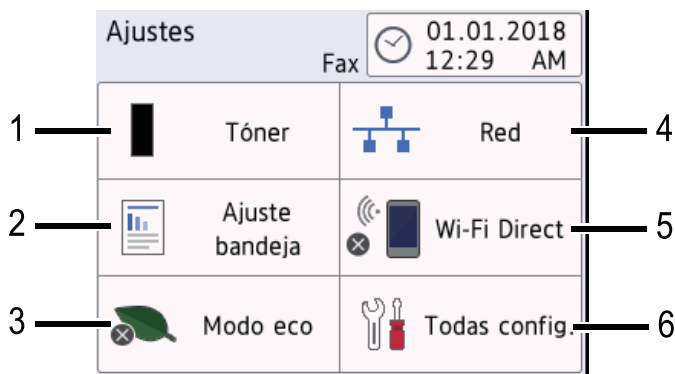 Ajustes
Fax
01.01.2018
12:29 AM
1
Tóner
Red
4
2
Ajuste
bandeja
Wi-Fi Direct
5
3
Modo eco
Todas config.
6